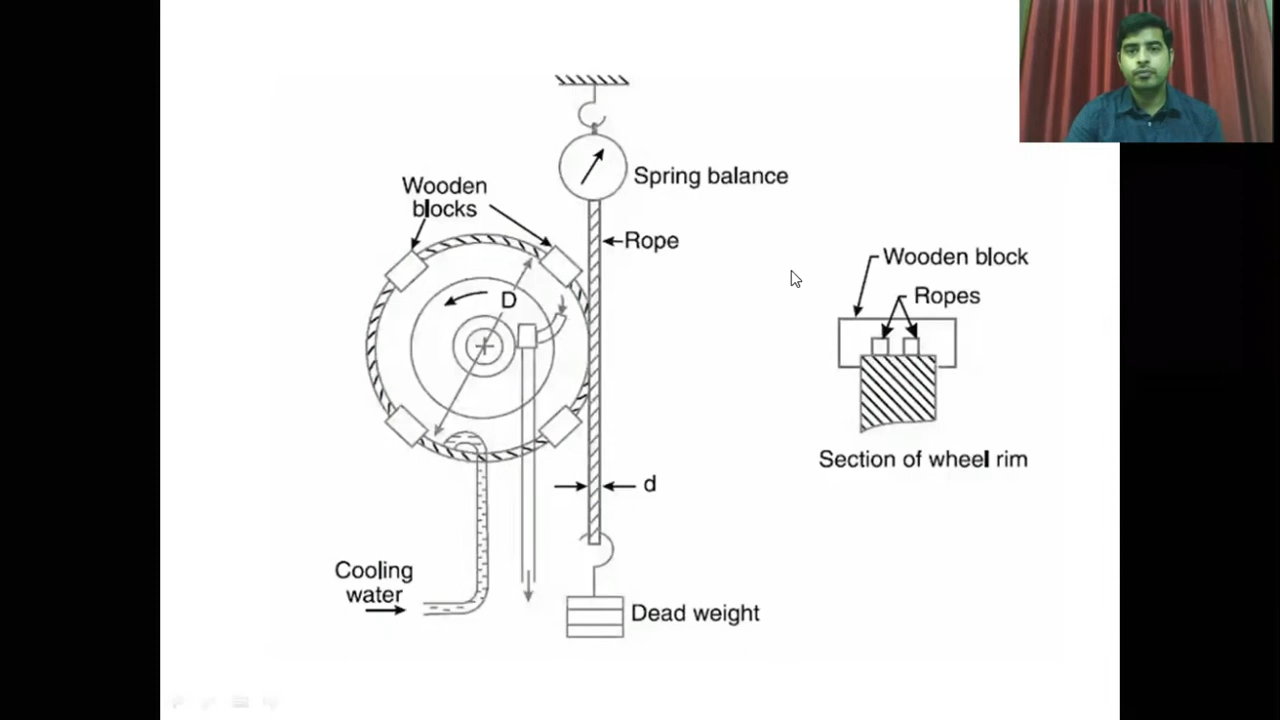 Spring balance
Wooden
blocks
Rope
D
d
Cooling
water
Dead weight
Wooden block
Ropes
Section of wheel rim